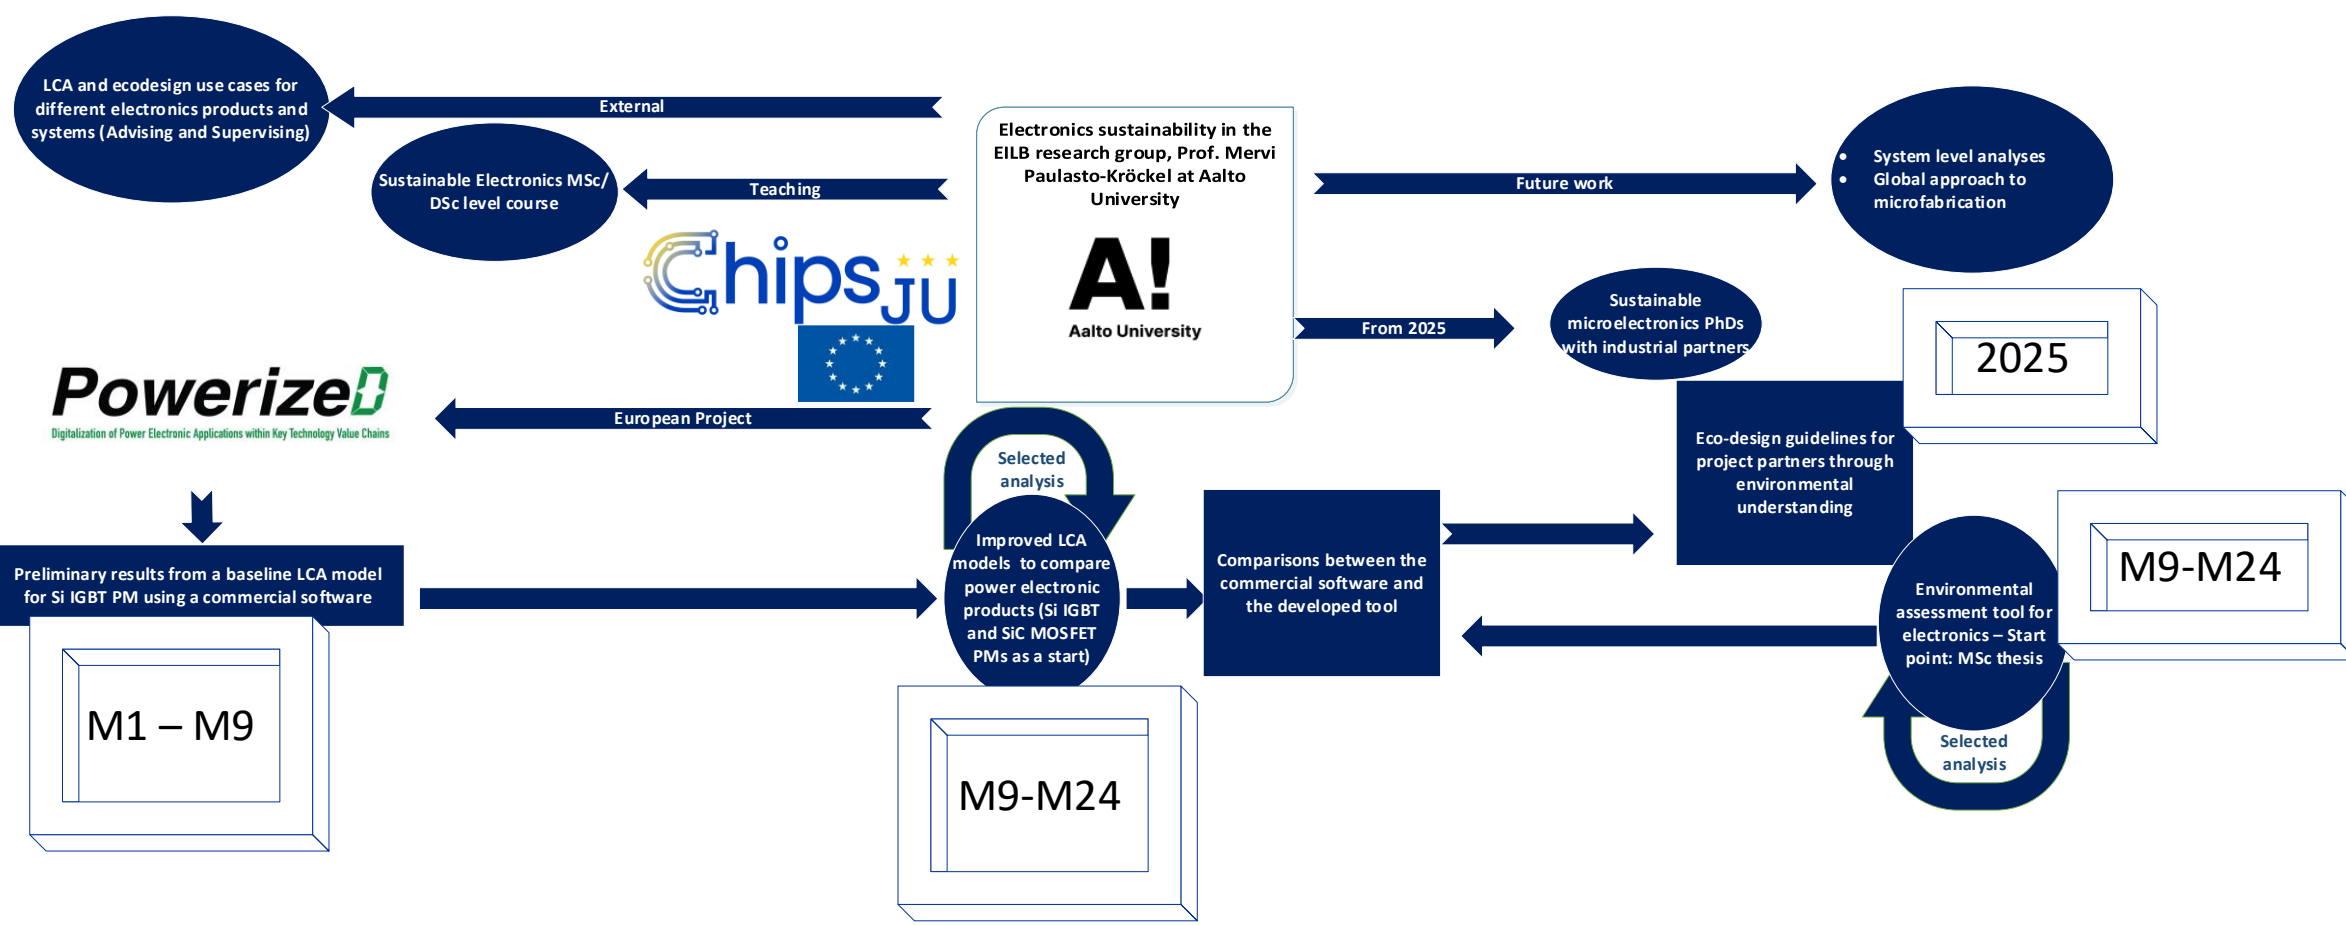 LCA and ecodesign use cases for
different electronics products and
systems (Advising and Supervising)
External
Sustainable Electronics MSc/
DSc level course
Teaching
Electronics sustainability in the
EILB research group, Prof. Mervi
Paulasto-Kröckel at Aalto
University
A!
Aalto University
Future work
• System level analyses
• Global approach to
microfabrication
Chips JU
From 2025
Sustainable
microelectronics PhDs
with industrial partners
2025
PowerizeD
Digitalization of Power Electronic Applications within Key Technology Value Chains
European Project
Selected
analysis
Eco-design guidelines for
project partners through
environmental
understanding
Preliminary results from a baseline LCA model
for Si IGBT PM using a commercial software
M1 – M9
Improved LCA
models to compare
power electronic
products (Si IGBT
and SiC MOSFET
PMs as a start)
M9-M24
Comparisons between the
commercial software and
the developed tool
Environmental
assessment tool for
electronics – Start
point: MSc thesis
M9-M24
Selected
analysis